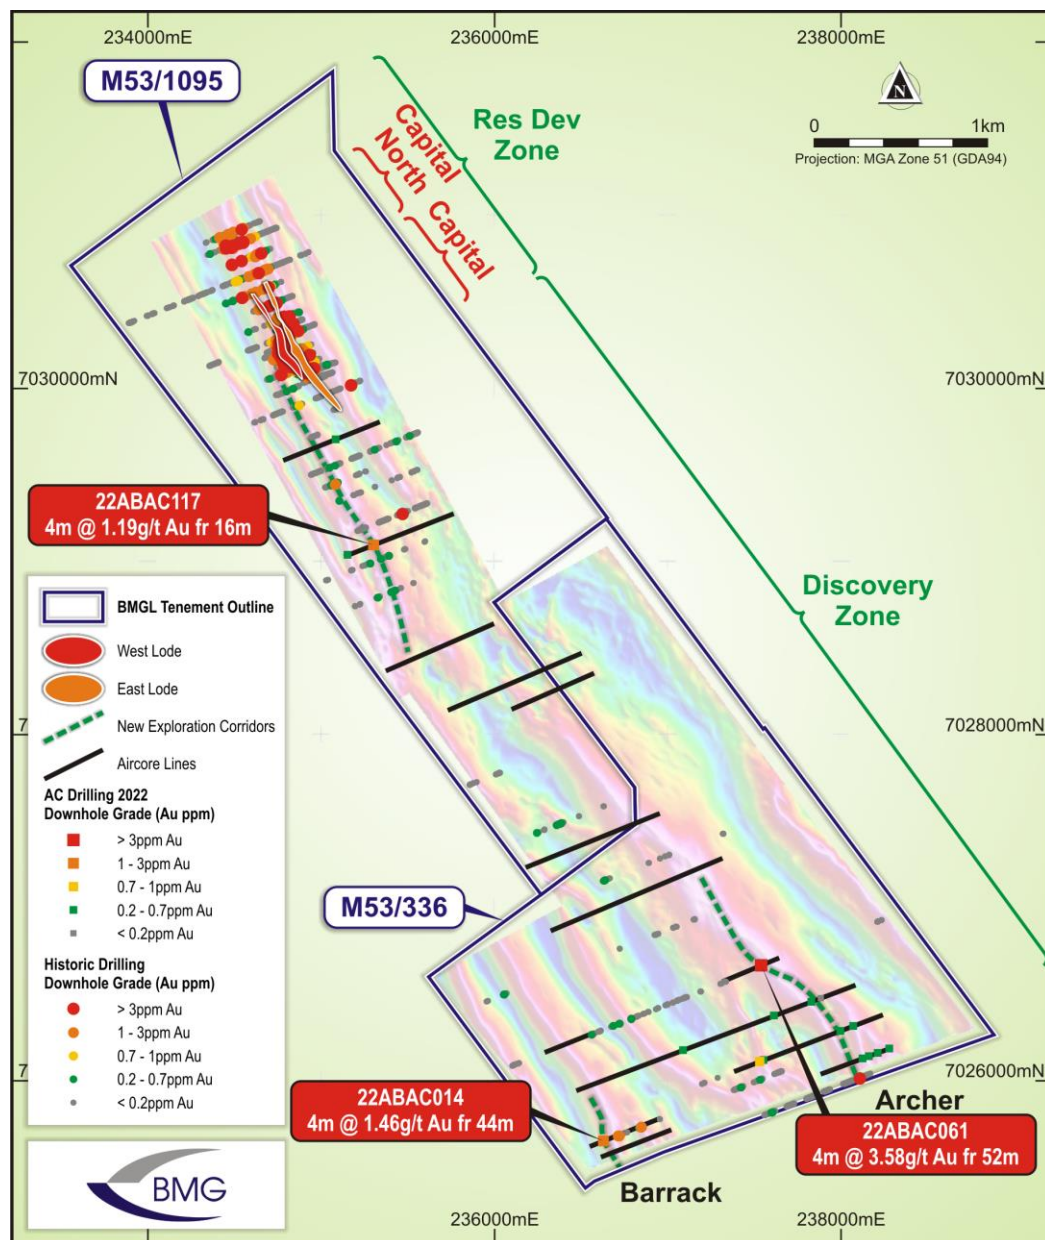 234000mE
236000mE
238000mE
M53/1095
Res Dev
Zone
Capital
North
Capital
N
0
1km
Projection: MGA Zone 51 (GDA94)
7030000mN
7030000mN
22ABAC117
4m @ 1.19g/t Au fr 16m
Discovery
Zone
BMGL Tenement Outline
West Lode
East Lode
New Exploration Corridors
Aircore Lines
AC Drilling 2022
Downhole Grade (Au ppm)
> 3ppm Au
1 - 3ppm Au
0.7 - 1ppm Au
0.2 - 0.7ppm Au
< 0.2ppm Au
Historic Drilling
Downhole Grade (Au ppm)
> 3ppm Au
1 - 3ppm Au
0.7 - 1ppm Au
0.2 - 0.7ppm Au
< 0.2ppm Au
7
7028000mN
M53/336
7
7026000mN
22ABAC014
4m @ 1.46g/t Au fr 44m
Archer
22ABAC061
4m @ 3.58g/t Au fr 52m
Barrack
BMG
236000mE
238000mE